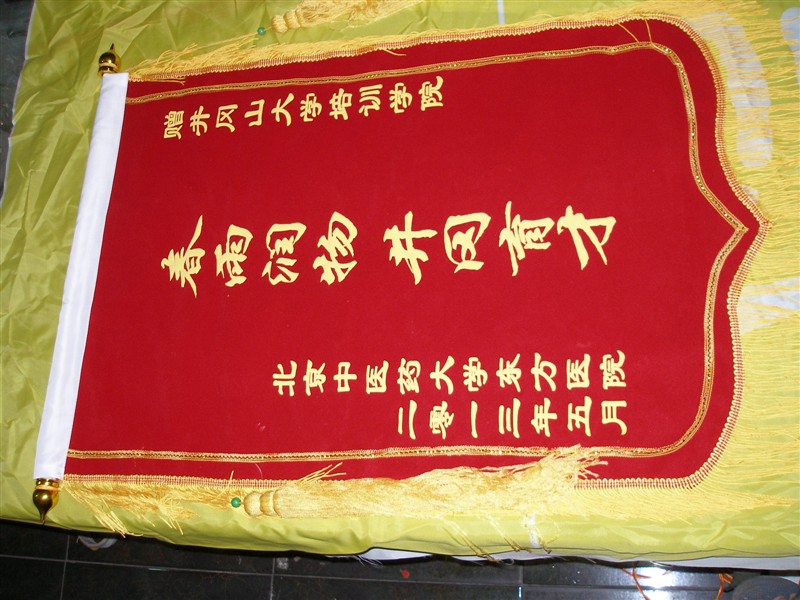 赠井冈山大学培训学院
春雨润物 井冈育才
北京中医药大学东方医院
二零一三年五月